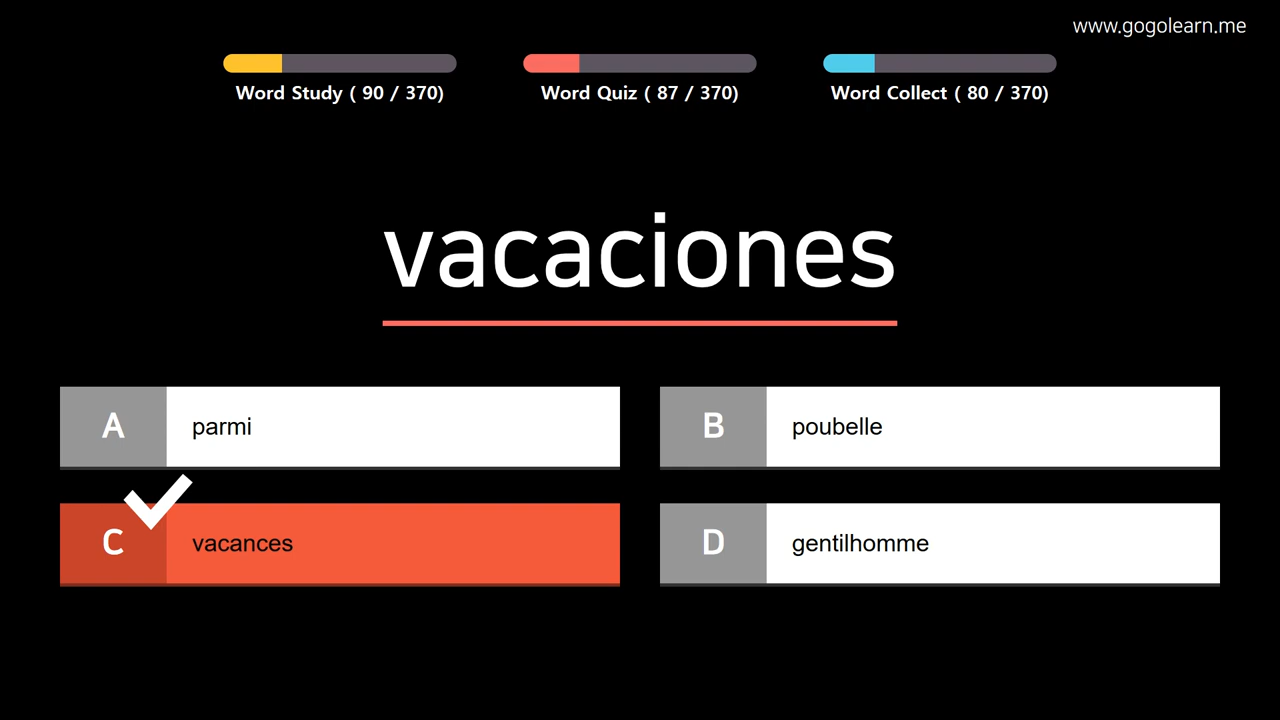 www.gogolearn.me
Word Study ( 90 / 370)
Word Quiz ( 87 / 370)
Word Collect ( 80 / 370)
vacaciones
A parmi
B poubelle
C vacances
D gentilhomme